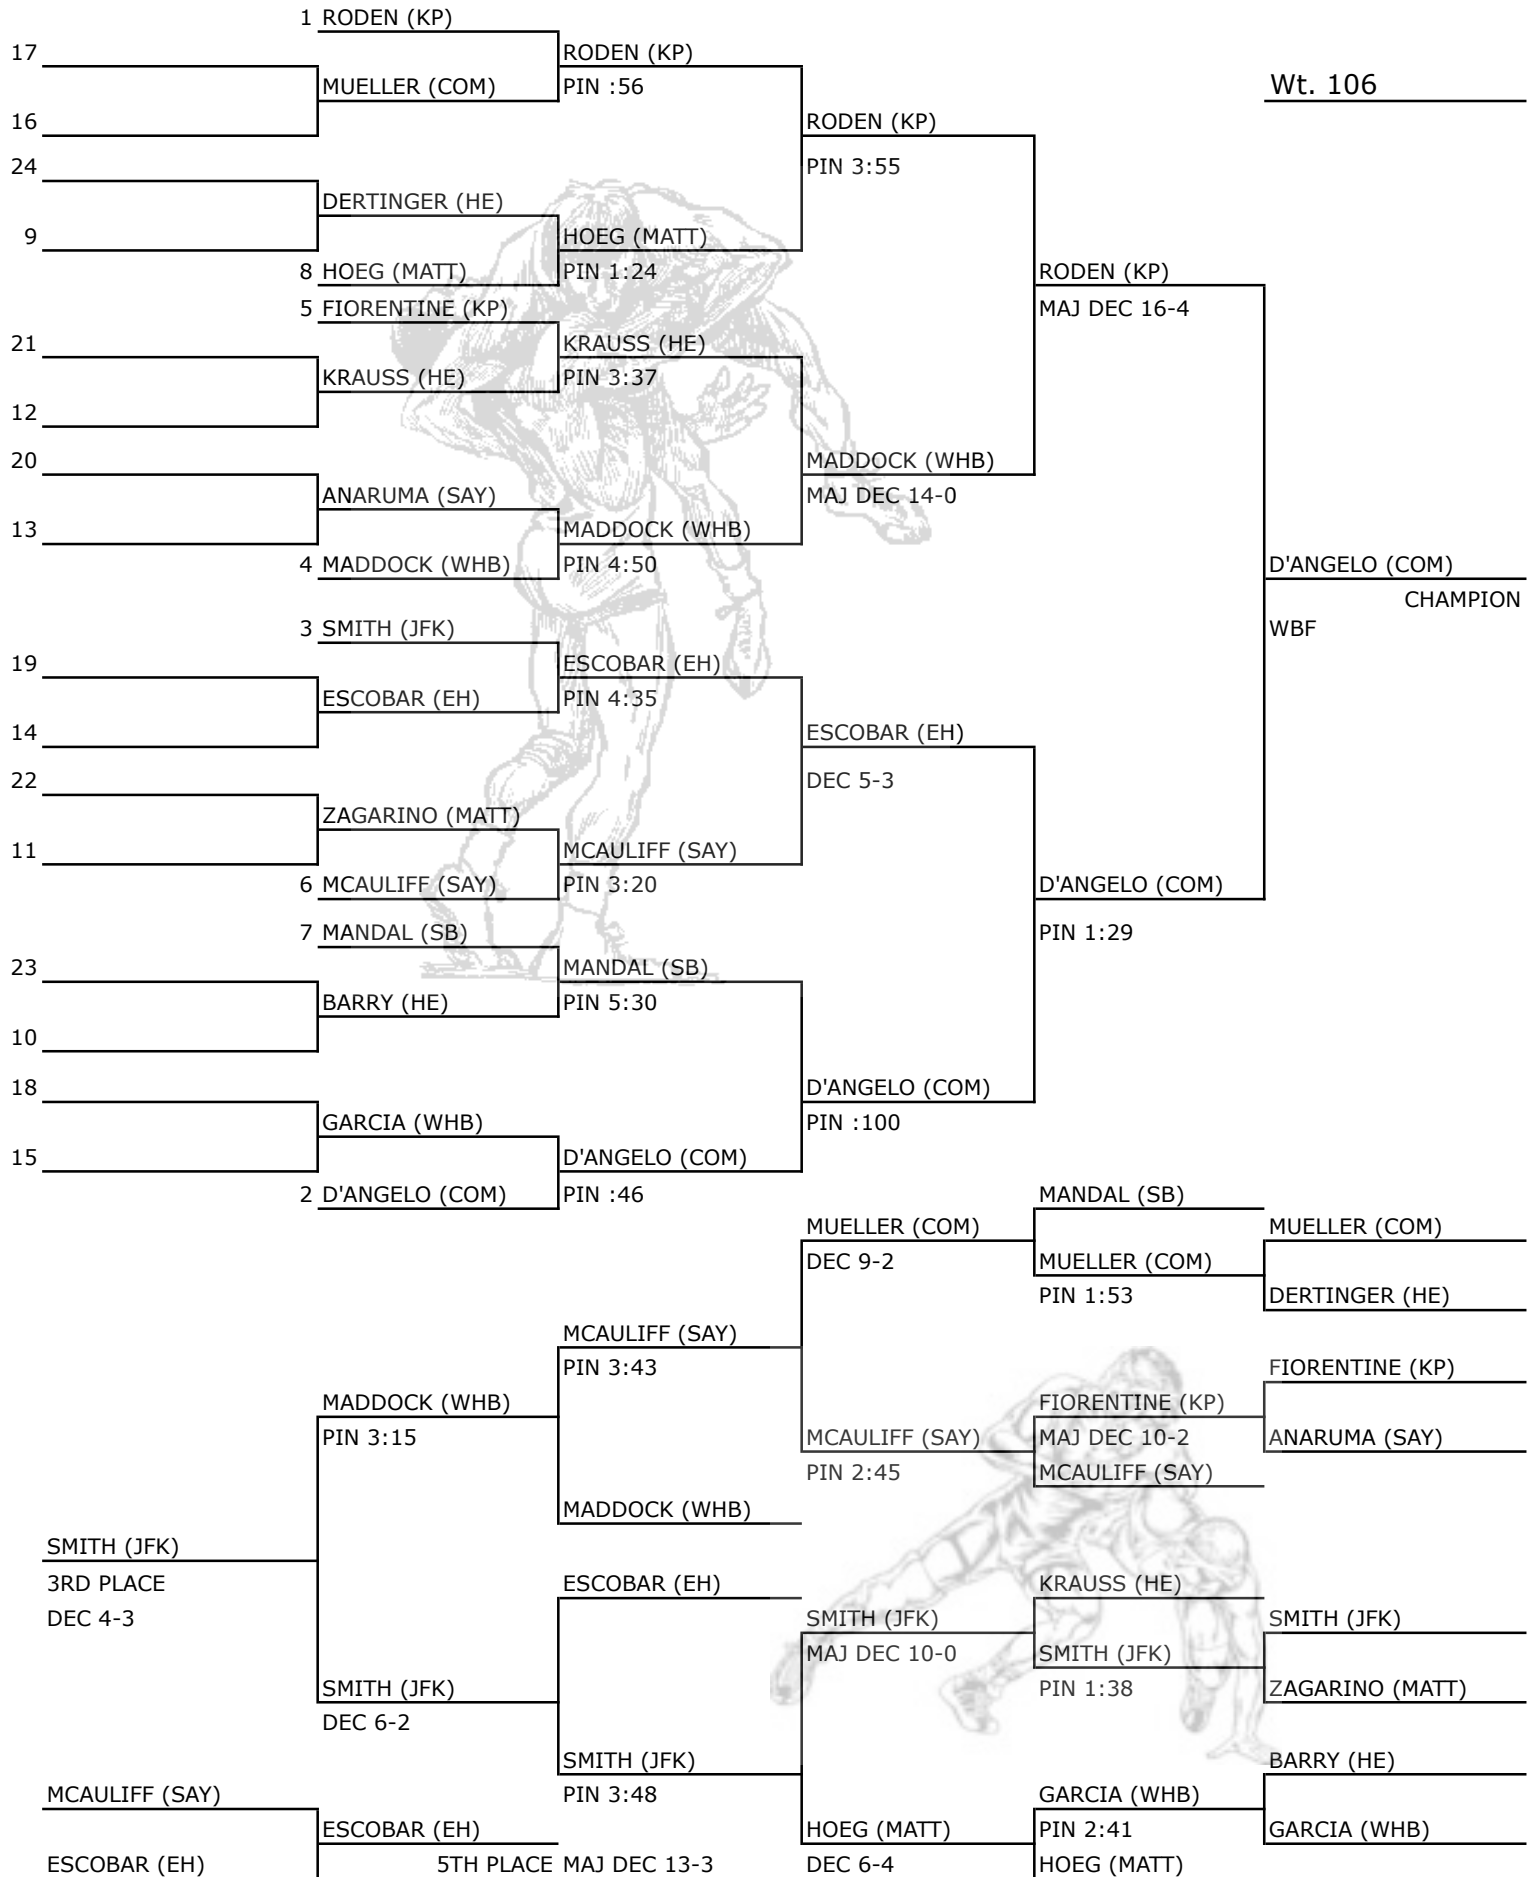 1 RODEN (KP)
17 RODEN (KP)
MUELLER (COM) PIN :56 Wt. 106
16 RODEN (KP)
24 PIN 3:55
DERTINGER (HE)
9 HOEG (MATT)
8 HOEG (MATT) PIN 1:24 RODEN (KP)
5 FIORENTINE (KP) MAJ DEC 16-4
21 KRAUSS (HE)
KRAUSS (HE) PIN 3:37
12
20 MADDOCK (WHB)
ANARUMA (SAY) MAJ DEC 14-0
13 MADDOCK (WHB)
4 MADDOCK (WHB) PIN 4:50 D'ANGELO (COM)
CHAMPION
3 SMITH (JFK) WBF
19 ESCOBAR (EH)
ESCOBAR (EH) PIN 4:35
14 ESCOBAR (EH)
22 DEC 5-3
ZAGARINO (MATT)
11 MCAULIFF (SAY)
6 MCAULIFF (SAY) PIN 3:20 D'ANGELO (COM)
7 MANDAL (SB) PIN 1:29
23 MANDAL (SB)
BARRY (HE) PIN 5:30
10
18 D'ANGELO (COM)
GARCIA (WHB) PIN :100
15 D'ANGELO (COM)
2 D'ANGELO (COM) PIN :46 MANDAL (SB)
MUELLER (COM) MUELLER (COM)
DEC 9-2 MUELLER (COM)
PIN 1:53 DERTINGER (HE)
MCAULIFF (SAY)
PIN 3:43 FIORENTINE (KP)
MADDOCK (WHB) FIORENTINE (KP)
PIN 3:15 MCAULIFF (SAY) MAJ DEC 10-2 ANARUMA (SAY)
PIN 2:45 MCAULIFF (SAY)
MADDOCK (WHB)
SMITH (JFK)
3RD PLACE ESCOBAR (EH) KRAUSS (HE)
DEC 4-3 SMITH (JFK) SMITH (JFK)
MAJ DEC 10-0 SMITH (JFK)
SMITH (JFK) PIN 1:38 ZAGARINO (MATT)
DEC 6-2
SMITH (JFK) BARRY (HE)
MCAULIFF (SAY) PIN 3:48 GARCIA (WHB)
ESCOBAR (EH) HOEG (MATT) PIN 2:41 GARCIA (WHB)
ESCOBAR (EH) 5TH PLACE MAJ DEC 13-3 DEC 6-4 HOEG (MATT)